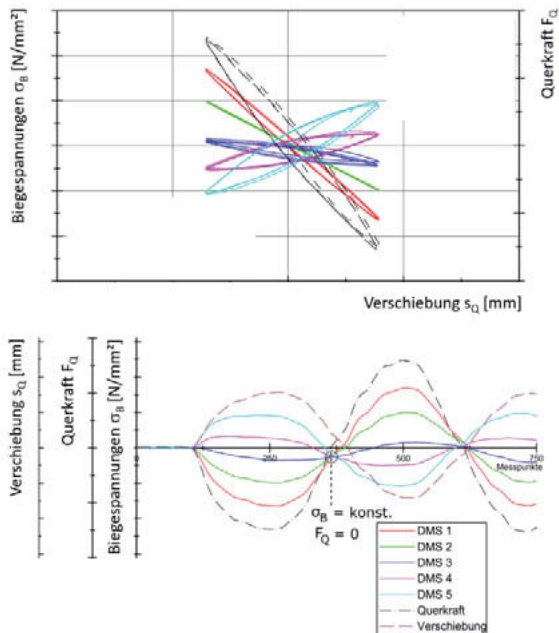 Biegespannungen σB [N/mm²]
Querkraft FQ
Verschiebung sQ [mm]
Verschiebung sQ [mm]
Querkraft FQ
Biegespannungen σB [N/mm²]
0
250
500
750
Messpunkte
σB = konst.
FQ = 0
DMS 1
DMS 2
DMS 3
DMS 4
DMS 5
Querkraft
Verschiebung